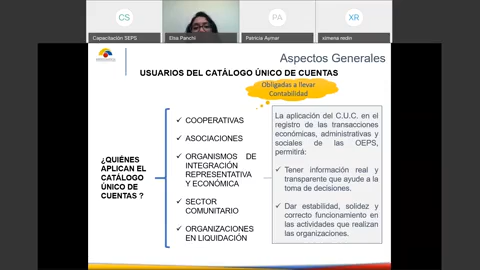 CS
PA
XR
Capacitación SEPS
Elsa Panchi
Patricia Aymar
ximena redin
Aspectos Generales
USUARIOS DEL CATÁLOGO ÚNICO DE CUENTAS
Obligadas a llevar
Contabilidad
¿QUIÉNES
APLICAN EL
CATÁLOGO
ÚNICO DE
CUENTAS ?
✓ COOPERATIVAS
✓ ASOCIACIONES
✓ ORGANISMOS DE
INTEGRACIÓN
REPRESENTATIVA
Y ECONÓMICA
✓ SECTOR
COMUNITARIO
✓ ORGANIZACIONES
EN LIQUIDACIÓN
La aplicación del C.U.C. en el
registro de las transacciones
económicas, administrativas y
sociales de las OEPS,
permitirá:
✓ Tener información real y
transparente que ayude a la
toma de decisiones.
✓ Dar estabilidad, solidez y
correcto funcionamiento en
las actividades que realizan
las organizaciones.